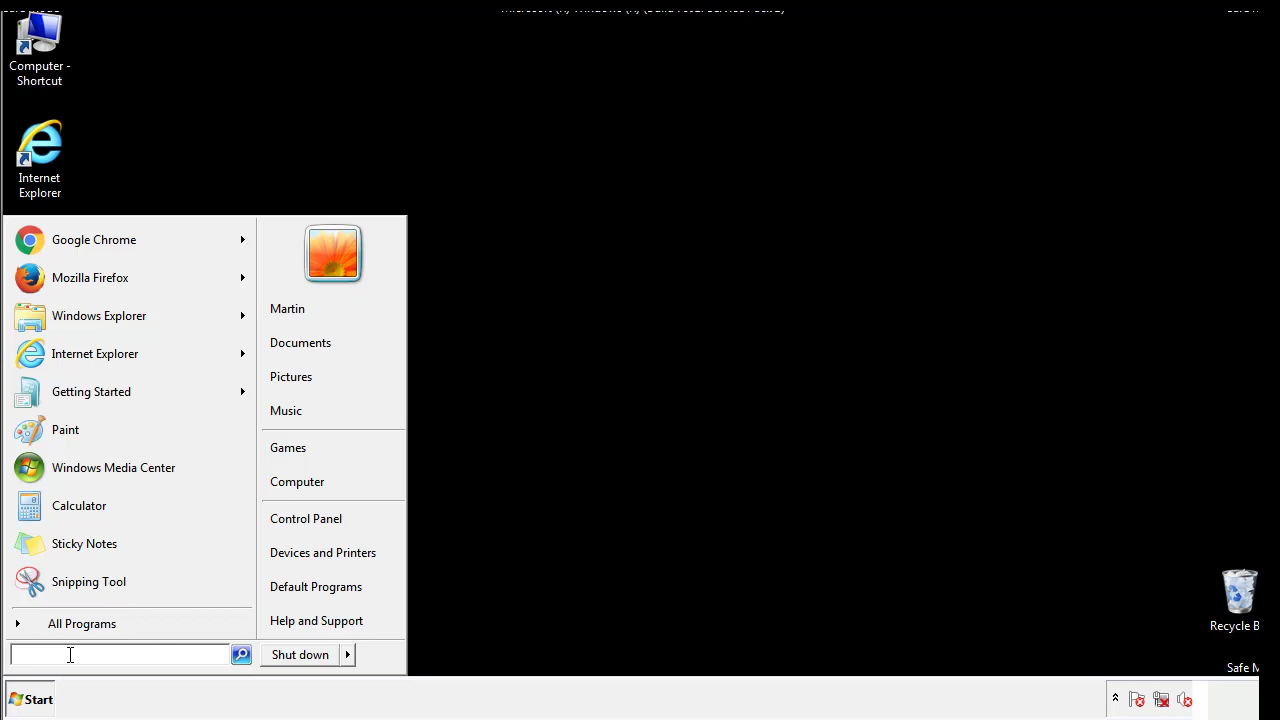 Computer -
Shortcut
Internet
Explorer
Google Chrome
Mozilla Firefox
Windows Explorer
Internet Explorer
Getting Started
Paint
Windows Media Center
Calculator
Sticky Notes
Snipping Tool
All Programs
Martin
Documents
Pictures
Music
Games
Computer
Control Panel
Devices and Printers
Default Programs
Help and Support
Shut down
Recycle B
Safe M
Start